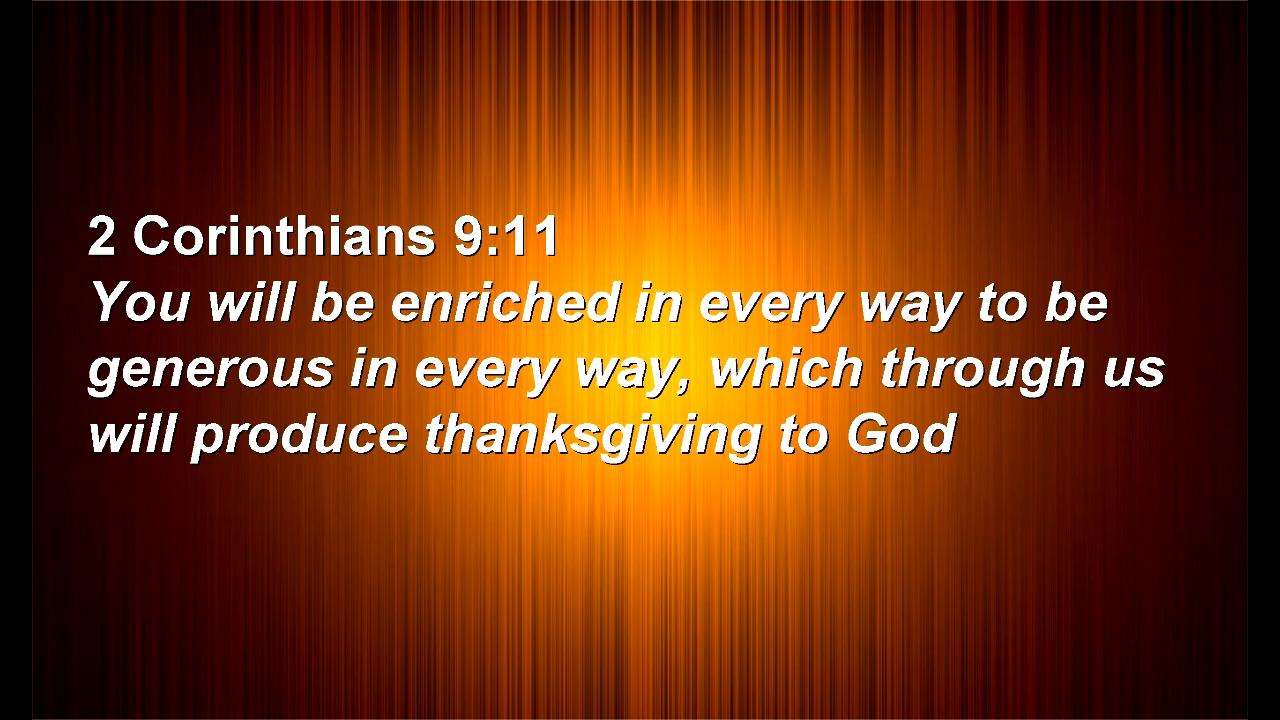 2 Corinthians 9:11
You will be enriched in every way to be
generous in every way, which through us
will produce thanksgiving to God